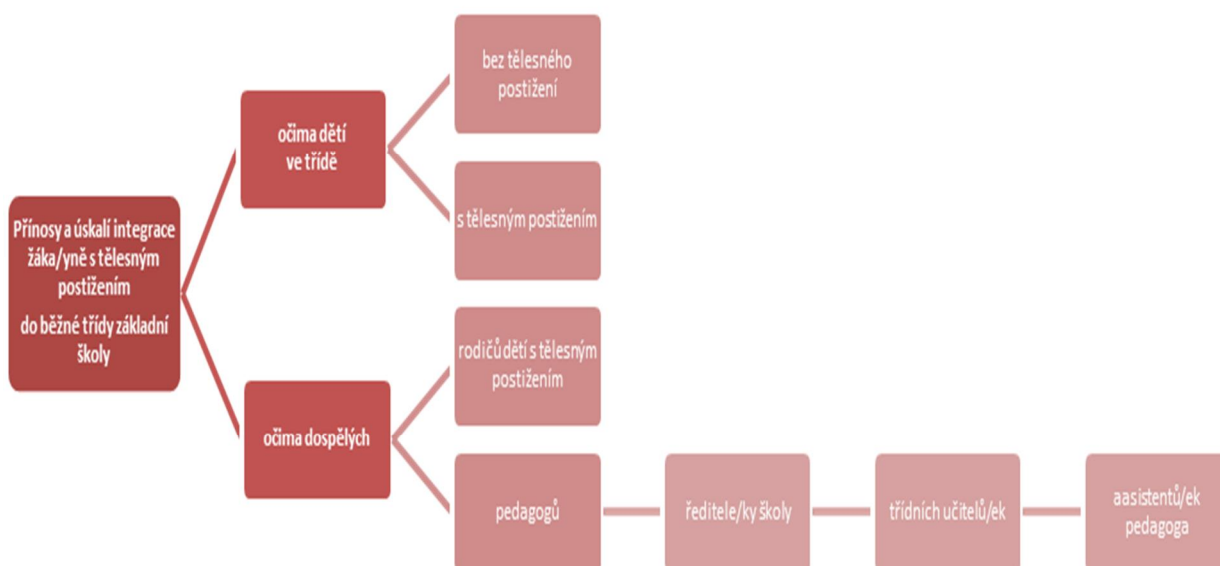 Přínosy a úskalí integrace
žáka/yně s tělesným
postižením
do běžné třídy základní
školy
očima dětí
ve třídě
bez tělesného
postižení
s tělesným postižením
očima dospělých
rodičů dětí s tělesným
postižením
pedagogů
ředitele/ky školy
třídních učitelů/ek
aasistentů/ek
pedagoga